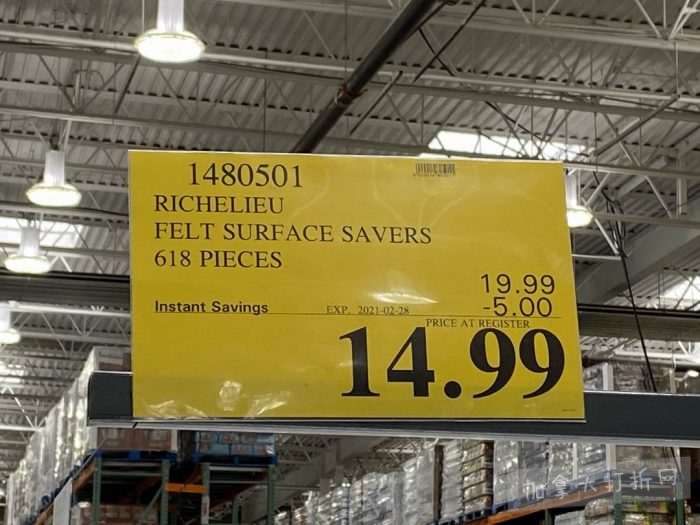 1480501
RICHELIEU
FELT SURFACE SAVERS
618 PIECES
19.99
Instant Savings EXP. 2021-02-28 -5.00
PRICE AT REGISTER
14.99
加拿大打折网